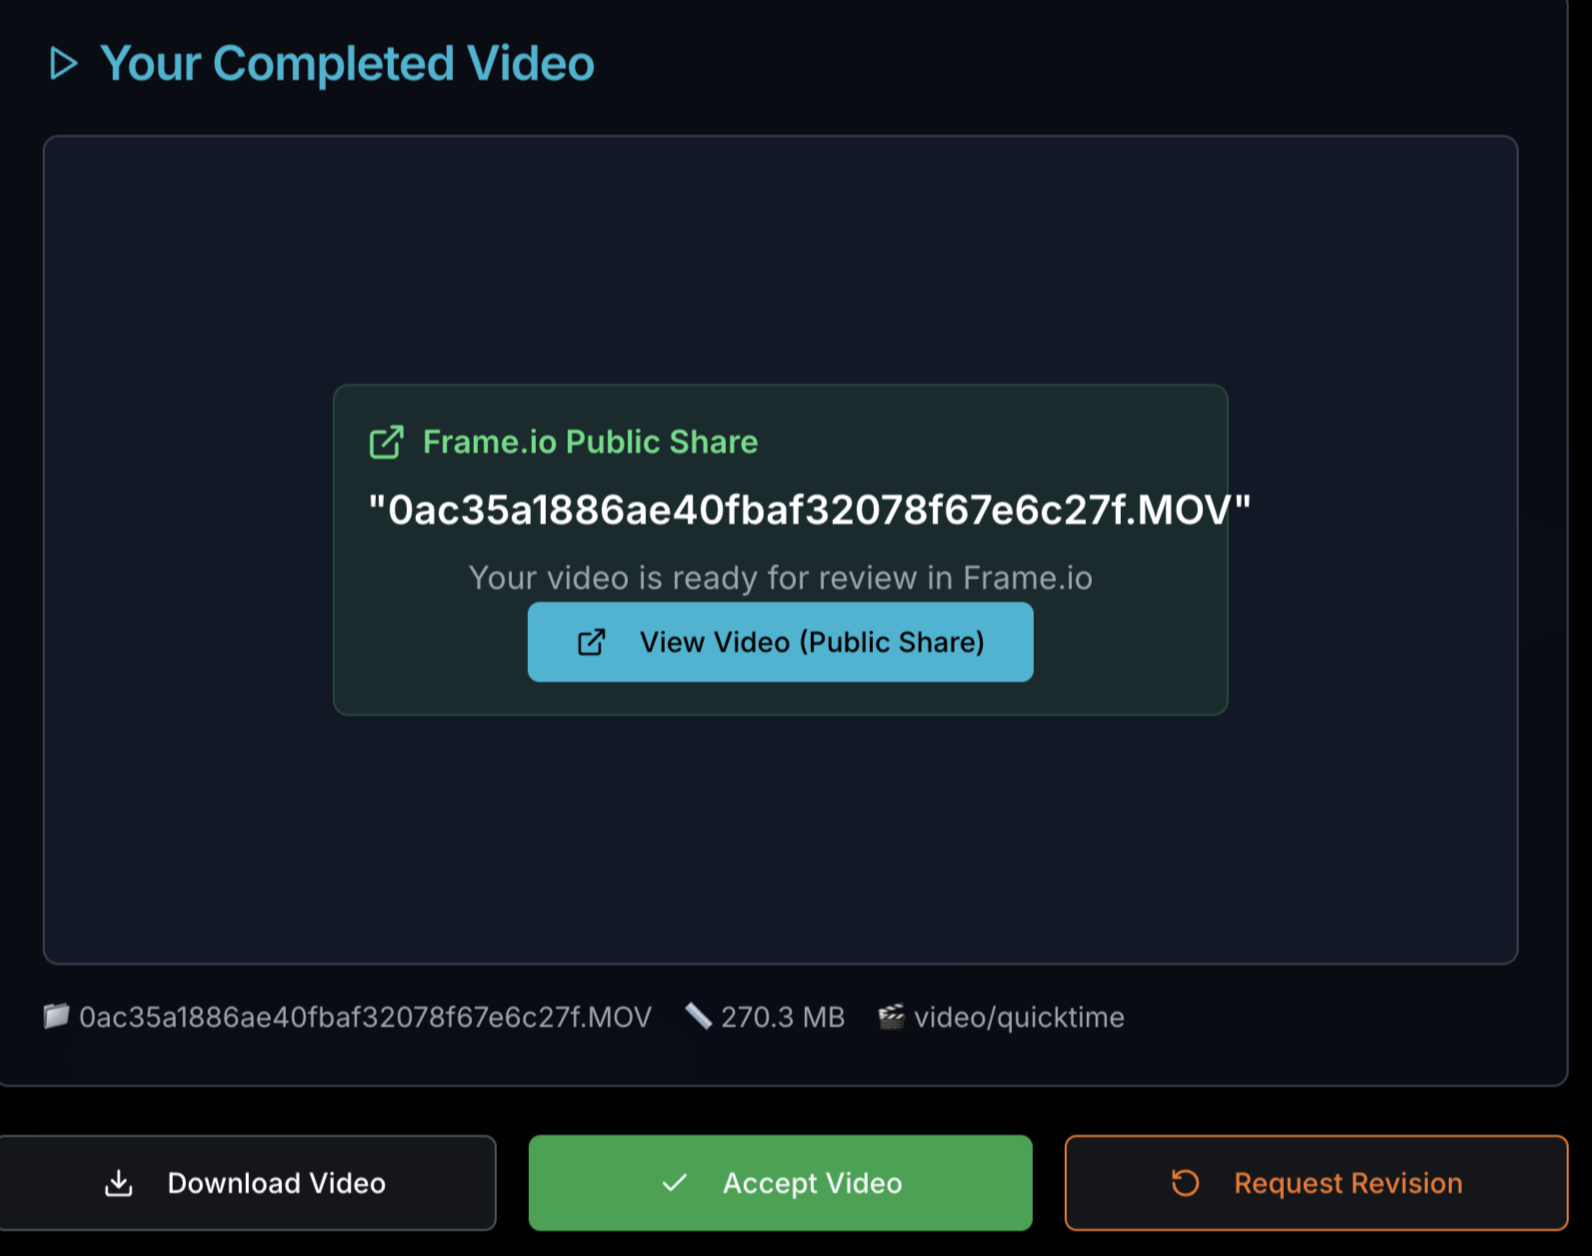 Your Completed Video
Frame.io Public Share
"0ac35a1886ae40fbaf32078f67e6c27f.MOV"
Your video is ready for review in Frame.io
View Video (Public Share)
0ac35a1886ae40fbaf32078f67e6c27f.MOV 270.3 MB video/quicktime
Download Video Accept Video Request Revision